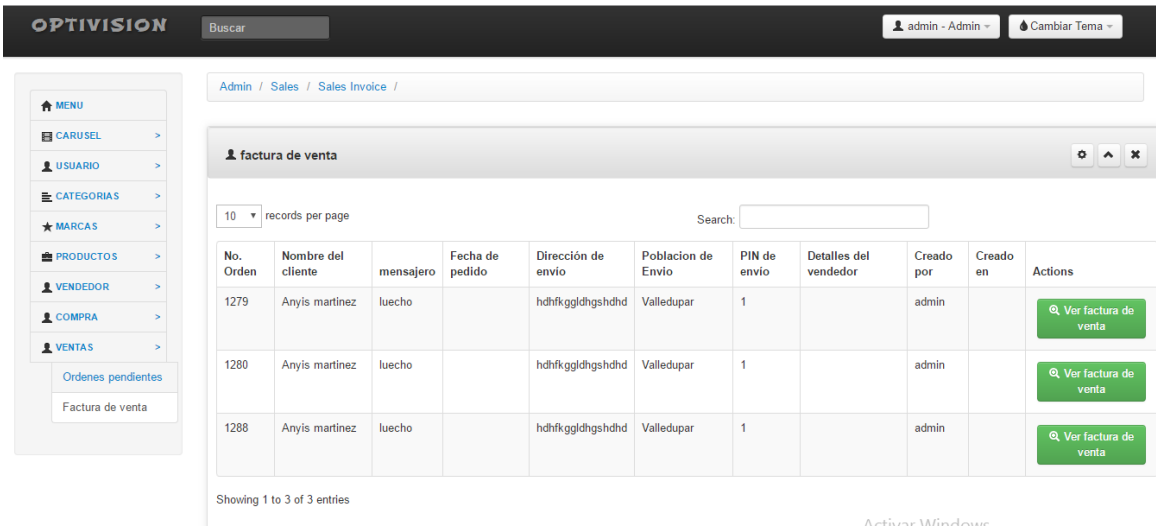 OPTIVISION
Buscar
admin - Admin
Cambiar Tema
MENU
CARUSEL >
USUARIO >
CATEGORIAS >
MARCAS >
PRODUCTOS >
VENDEDOR >
COMPRA >
VENTAS >
Ordenes pendientes
Factura de venta
Admin / Sales / Sales Invoice /
factura de venta
10 records per page
Search:
No. Orden Nombre del cliente mensajero Fecha de pedido Dirección de envío Poblacion de Envio PIN de envío Detalles del vendedor Creado por Creado en Actions
1279 Anyis martinez luecho hdhfkggldhgshdhd Valledupar 1 admin Ver factura de venta
1280 Anyis martinez luecho hdhfkggldhgshdhd Valledupar 1 admin Ver factura de venta
1288 Anyis martinez luecho hdhfkggldhgshdhd Valledupar 1 admin Ver factura de venta
Showing 1 to 3 of 3 entries
Activar Windows